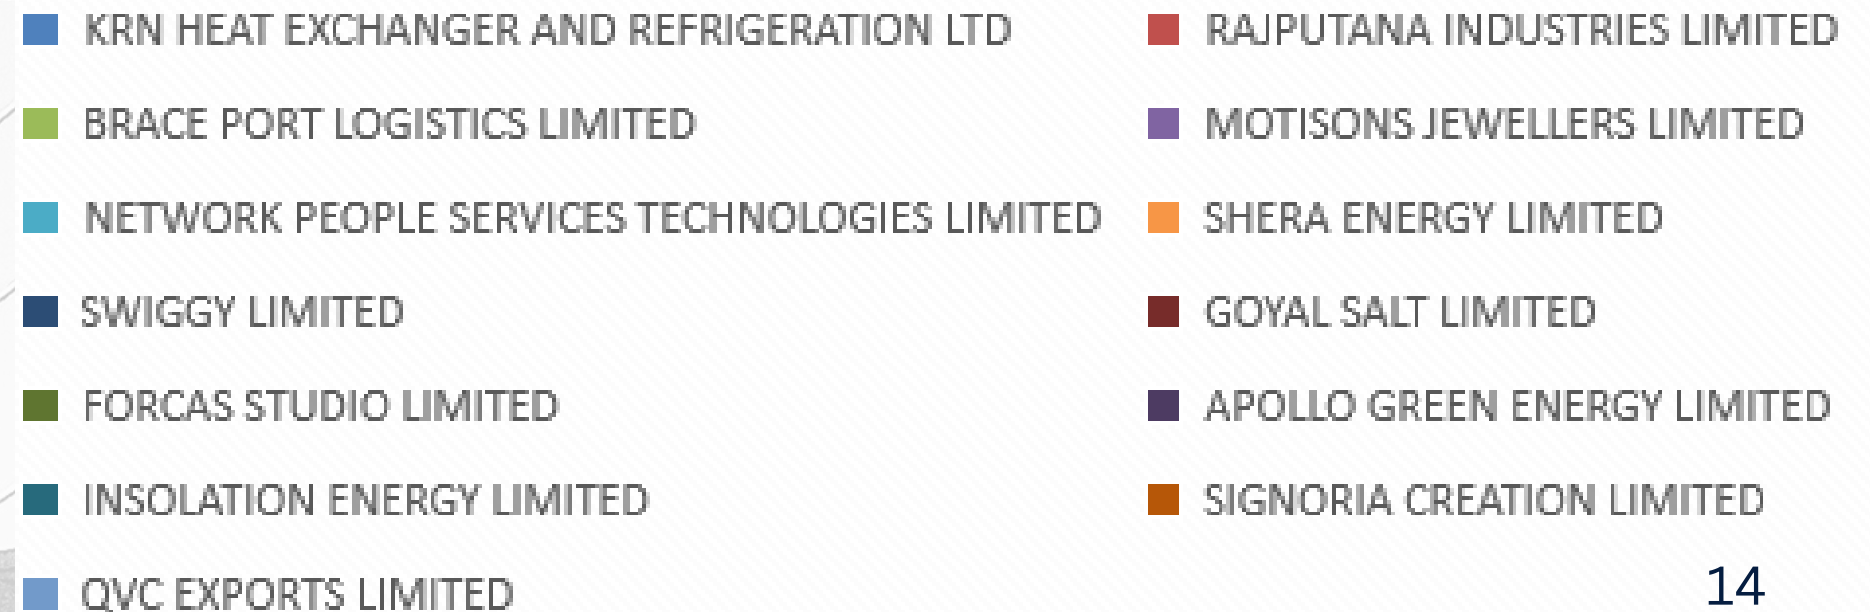 KRN HEAT EXCHANGER AND REFRIGERATION LTD
RAJPUTANA INDUSTRIES LIMITED
BRACE PORT LOGISTICS LIMITED
MOTISONS JEWELLERS LIMITED
NETWORK PEOPLE SERVICES TECHNOLOGIES LIMITED
SHERA ENERGY LIMITED
SWIGGY LIMITED
GOYAL SALT LIMITED
FORCAS STUDIO LIMITED
APOLLO GREEN ENERGY LIMITED
INSOLATION ENERGY LIMITED
SIGNORIA CREATION LIMITED
QVC EXPORTS LIMITED
14